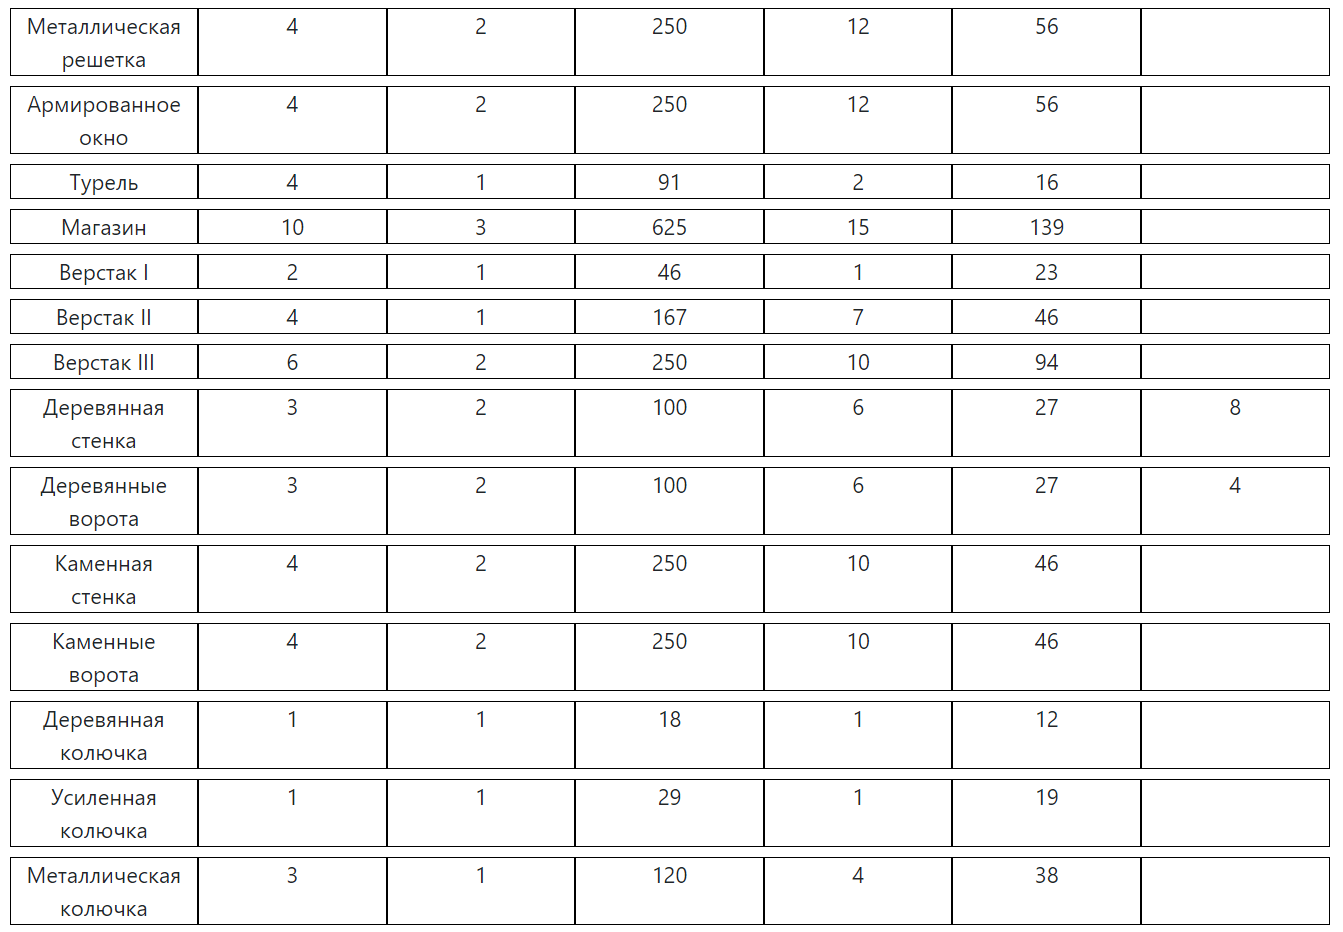 Металлическая 4 2 250 12 56
решетка
Армированное 4 2 250 12 56
окно
Турель 4 1 91 2 16
Магазин 10 3 625 15 139
Верстак I 2 1 46 1 23
Верстак II 4 1 167 7 46
Верстак III 6 2 250 10 94
Деревянная 3 2 100 6 27 8
стенка
Деревянные 3 2 100 6 27 4
ворота
Каменная 4 2 250 10 46
стенка
Каменные 4 2 250 10 46
ворота
Деревянная 1 1 18 1 12
колючка
Усиленная 1 1 29 1 19
колючка
Металлическая 3 1 120 4 38
колючка